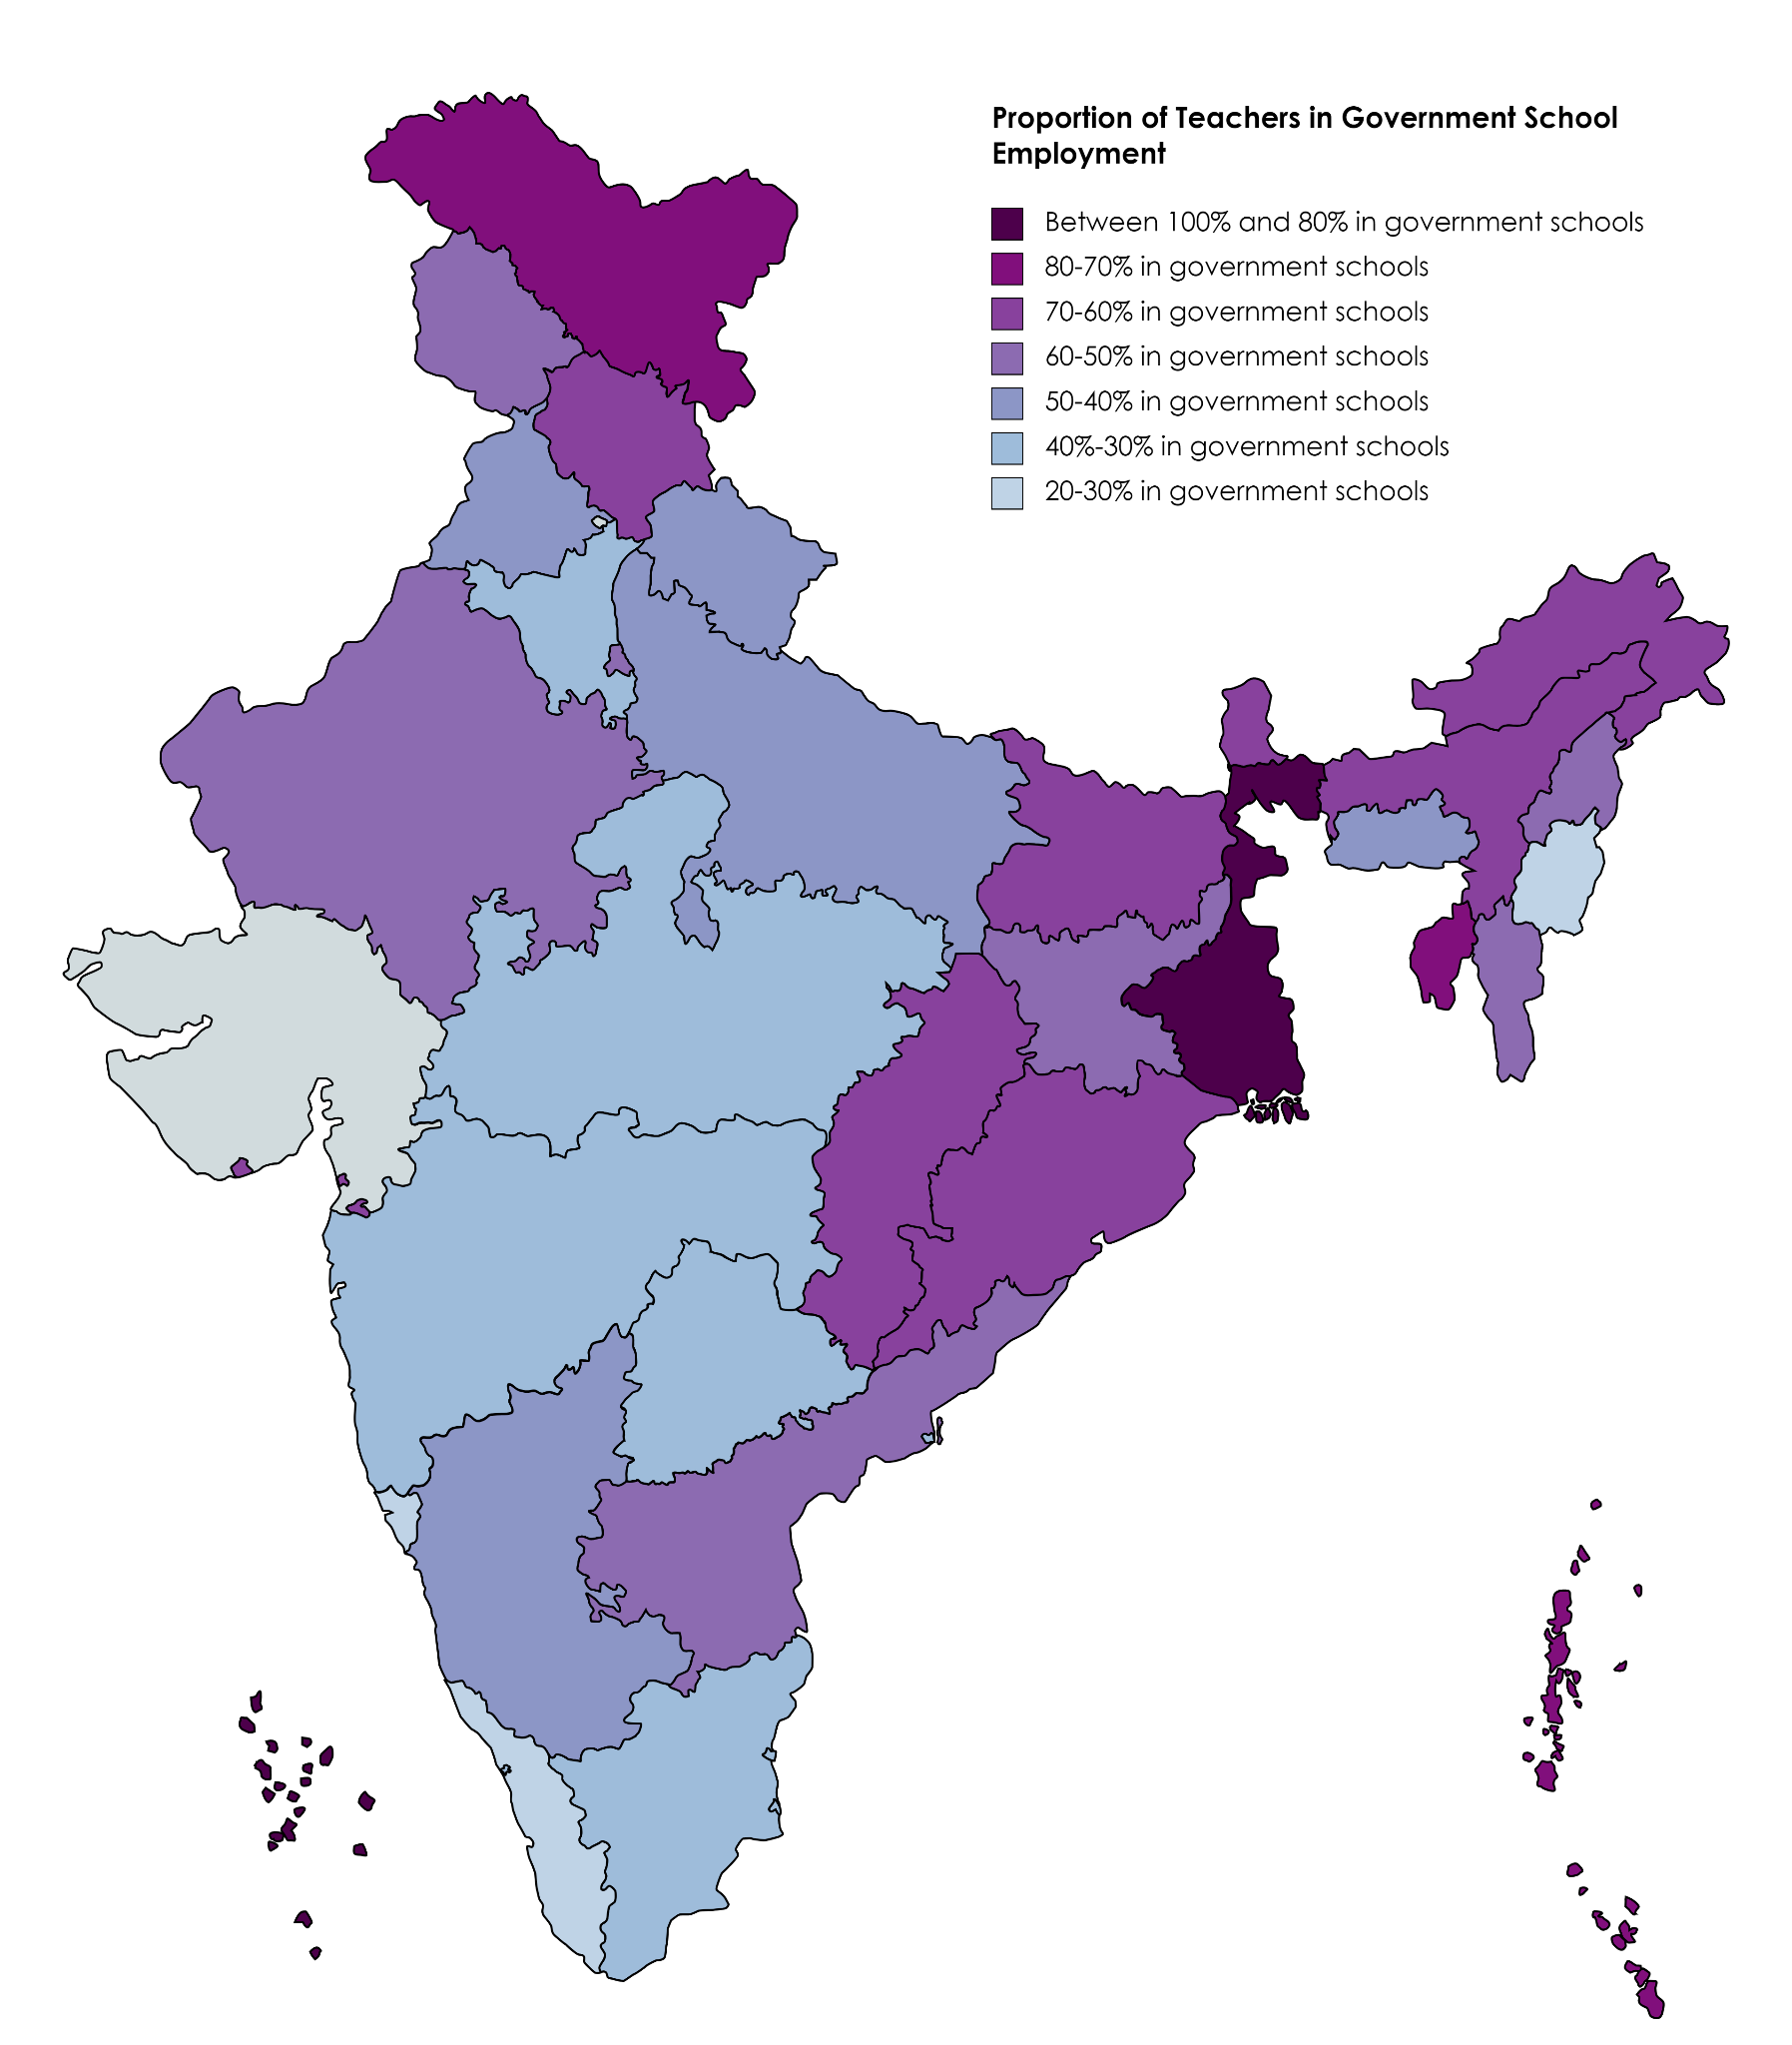 Proportion of Teachers in Government School
Employment
Between 100% and 80% in government schools
80-70% in government schools
70-60% in government schools
60-50% in government schools
50-40% in government schools
40%-30% in government schools
20-30% in government schools